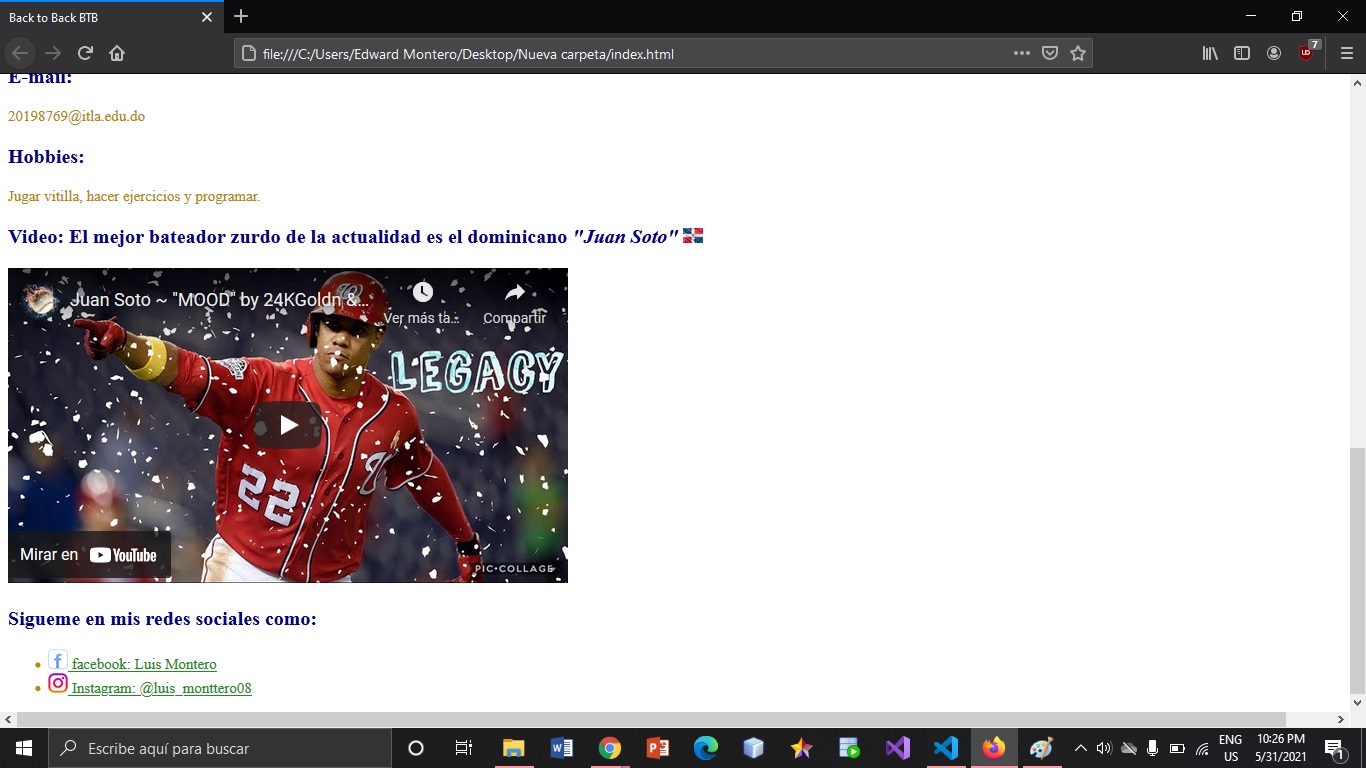 Back to Back BTB
file:///C:/Users/Edward Montero/Desktop/Nueva carpeta/index.html
7
E-mail:
20198769@itla.edu.do
Hobbies:
Jugar vitilla, hacer ejercicios y programar.
Video: El mejor bateador zurdo de la actualidad es el dominicano "Juan Soto"
Juan Soto ~ "MOOD" by 24KGoldn &...
Ver más ta...
Compartir
LEGACY
W
22
Mirar en YouTube
PIC•COLLAGE
Sigueme en mis redes sociales como:
facebook: Luis Montero
Instagram: @luis_monttero08
Escribe aquí para buscar
ENG
US
10:26 PM
5/31/2021
1